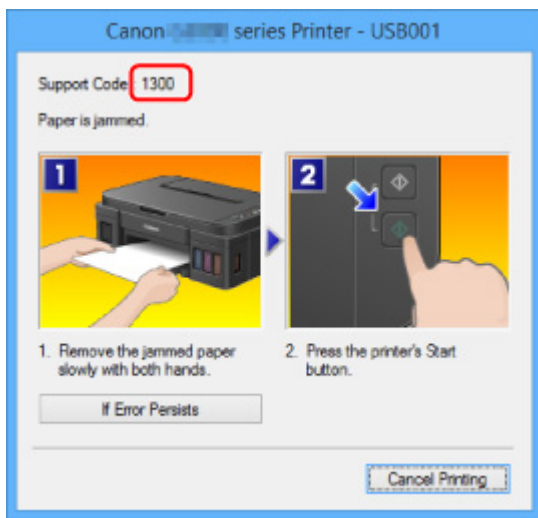 Canon series Printer - USB001
Support Code : 1300
Paper is jammed.
1
2
1. Remove the jammed paper
slowly with both hands.
2. Press the printer's Start
button.
If Error Persists
Cancel Printing